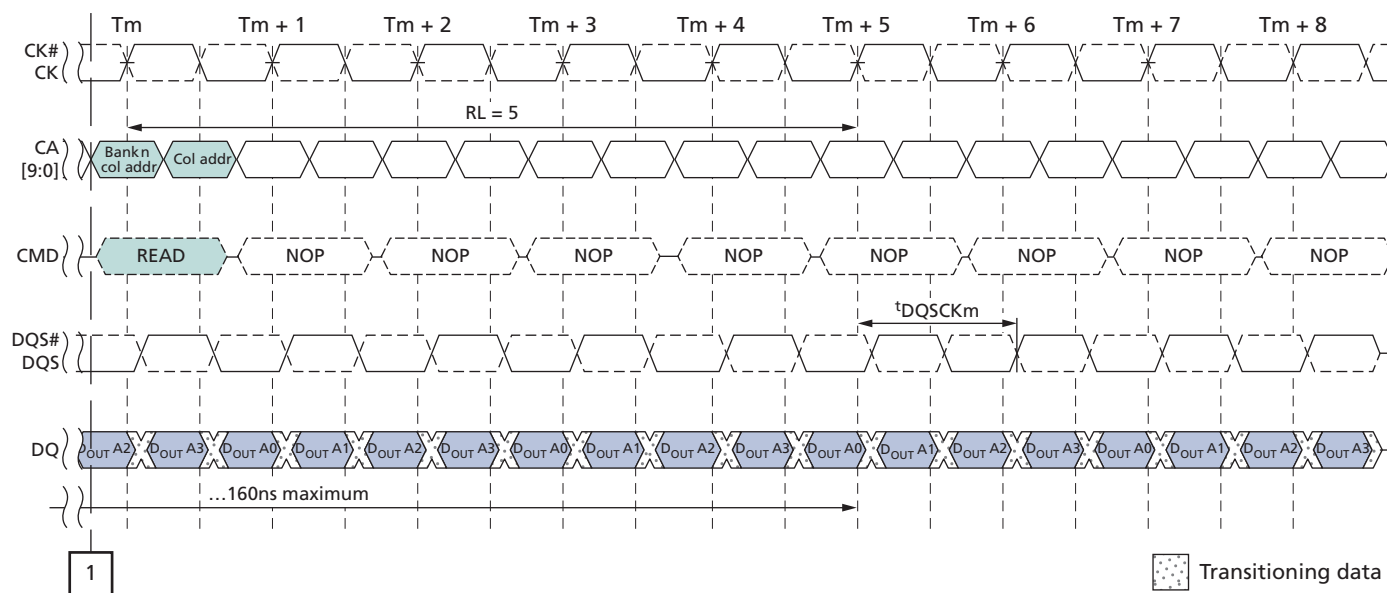 Tm Tm + 1 Tm + 2 Tm + 3 Tm + 4 Tm + 5 Tm + 6 Tm + 7 Tm + 8
CK#
CK
RL = 5
CA
[9:0]
Bank n
col addr
Col addr
CMD READ NOP NOP NOP NOP NOP NOP NOP NOP
tDQSCKm
DQS#
DQS
DQ DOUT A2 DOUT A3 DOUT A0 DOUT A1 DOUT A2 DOUT A3 DOUT A0 DOUT A1 DOUT A2 DOUT A3 DOUT A0 DOUT A1 DOUT A2 DOUT A3 DOUT A0 DOUT A1 DOUT A2 DOUT A3
...160ns maximum
1
Transitioning data